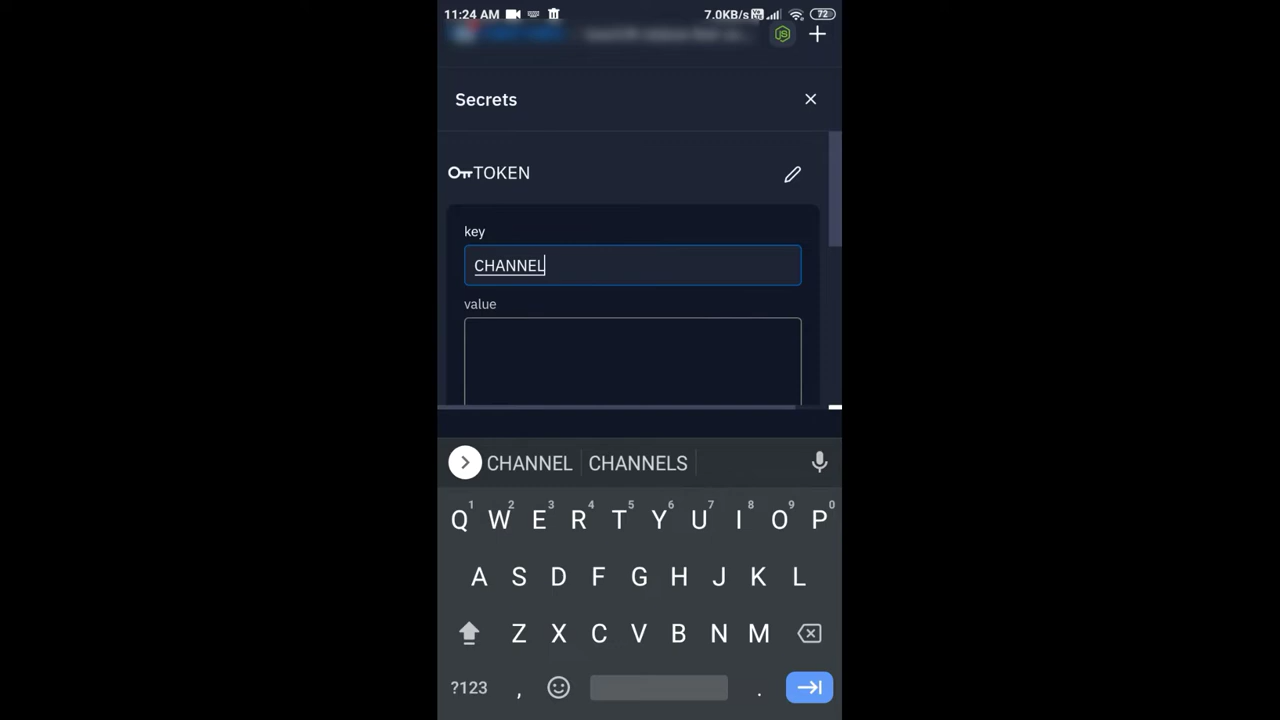 11:24 AM 7.0KB/s 72
Secrets
TOKEN
key
CHANNEL
value
CHANNEL CHANNELS
1 2 3 4 5 6 7 8 9 0
Q W E R T Y U I O P
A S D F G H J K L
Z X C V B N M
?123 , .